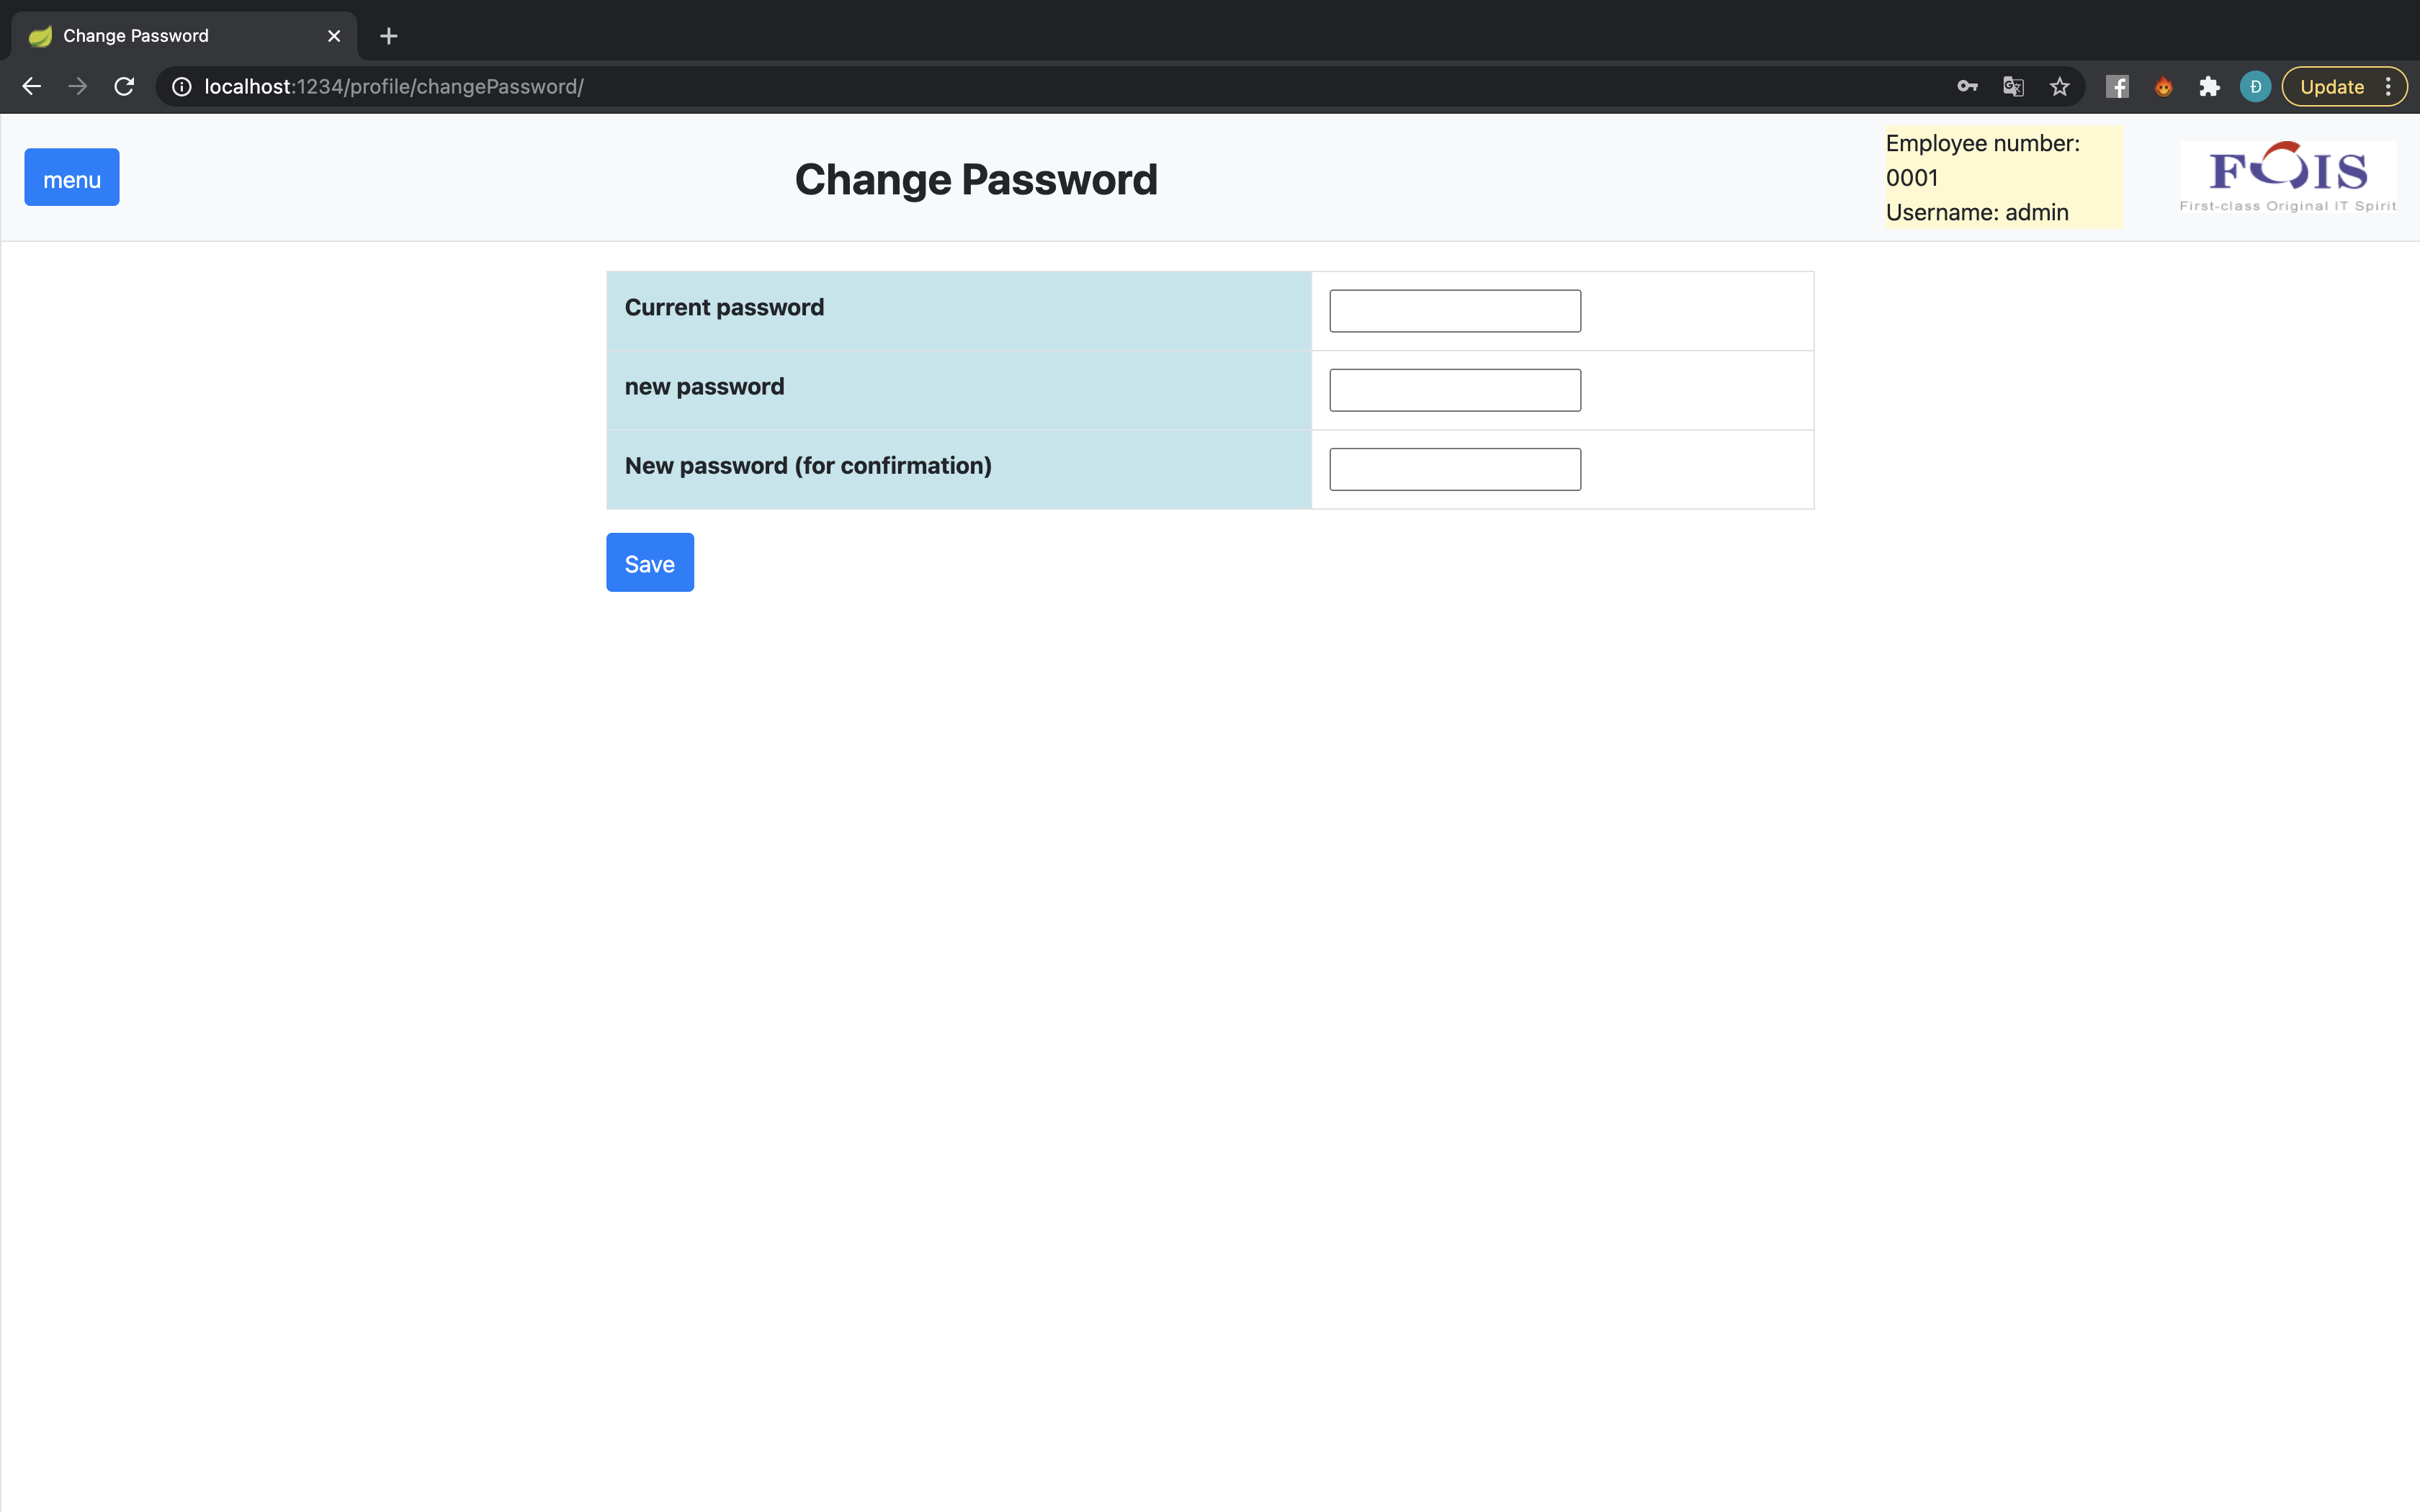 Change Password
localhost:1234/profile/changePassword/
Đ
Update
menu
Change Password
Employee number:
0001
Username: admin
FOIS
First-class Original IT Spirit
Current password
new password
New password (for confirmation)
Save